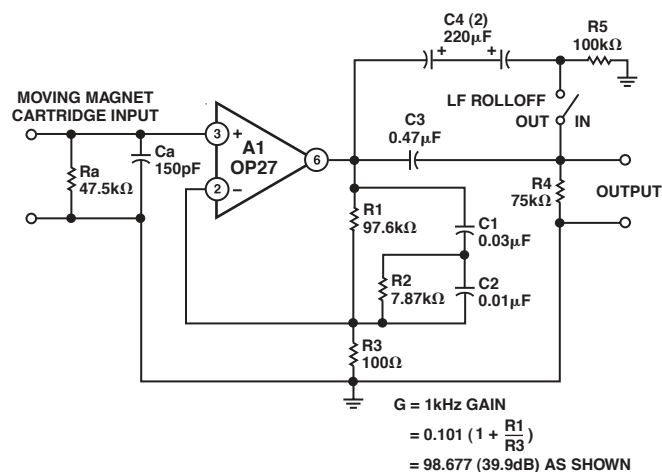 C4 (2)
220µF
R5
100kΩ
MOVING MAGNET
CARTRIDGE INPUT
LF ROLLOFF
OUT IN
C3
0.47µF
3
+
A1
OP27
6
2
–
Ca
150pF
Ra
47.5kΩ
R4
75kΩ
OUTPUT
R1
97.6kΩ
C1
0.03µF
R2
7.87kΩ
C2
0.01µF
R3
100Ω
G = 1kHz GAIN
= 0.101 (1 + R1
R3)
= 98.677 (39.9dB) AS SHOWN
+ +